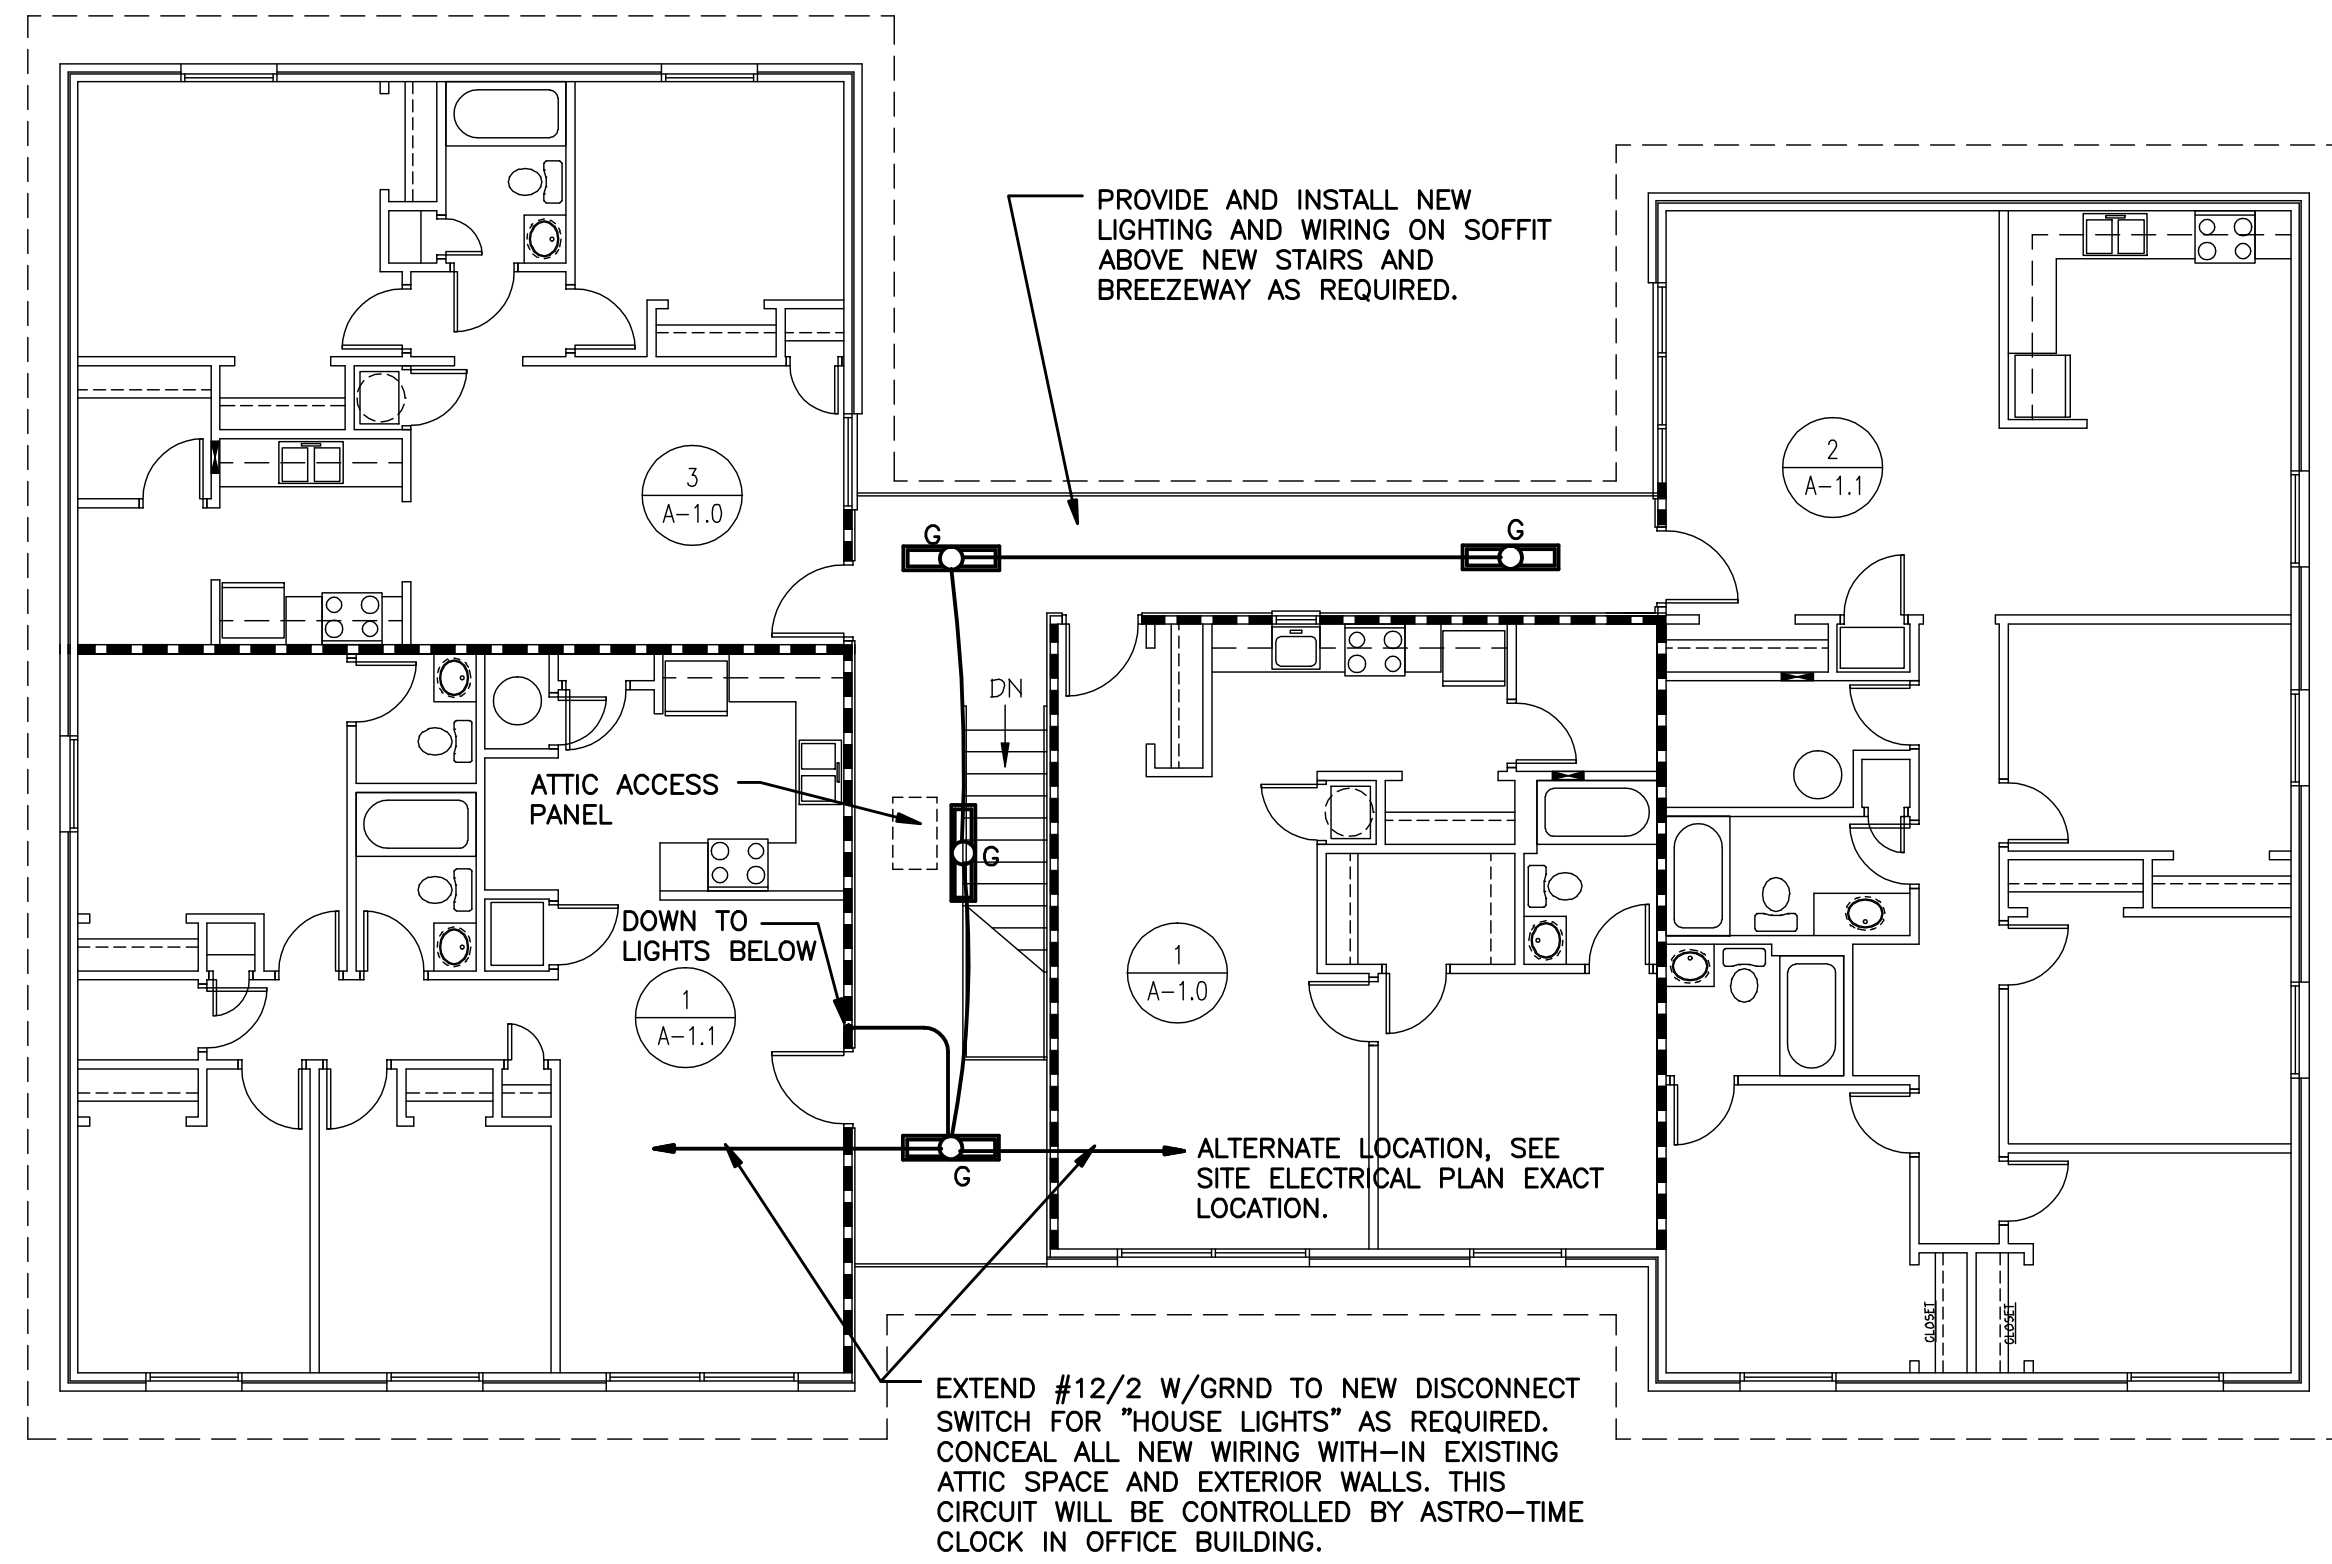 PROVIDE AND INSTALL NEW
LIGHTING AND WIRING ON SOFFIT
ABOVE NEW STAIRS AND
BREEZEWAY AS REQUIRED.
2
A-1.1
3
A-1.0
G
G
DN
ATTIC ACCESS
PANEL
G
DOWN TO
LIGHTS BELOW
1
A-1.0
1
A-1.1
ALTERNATE LOCATION, SEE
SITE ELECTRICAL PLAN EXACT
LOCATION.
G
CLOSET
CLOSET
EXTEND #12/2 W/GRND TO NEW DISCONNECT
SWITCH FOR "HOUSE LIGHTS" AS REQUIRED.
CONCEAL ALL NEW WIRING WITH-IN EXISTING
ATTIC SPACE AND EXTERIOR WALLS. THIS
CIRCUIT WILL BE CONTROLLED BY ASTRO-TIME
CLOCK IN OFFICE BUILDING.